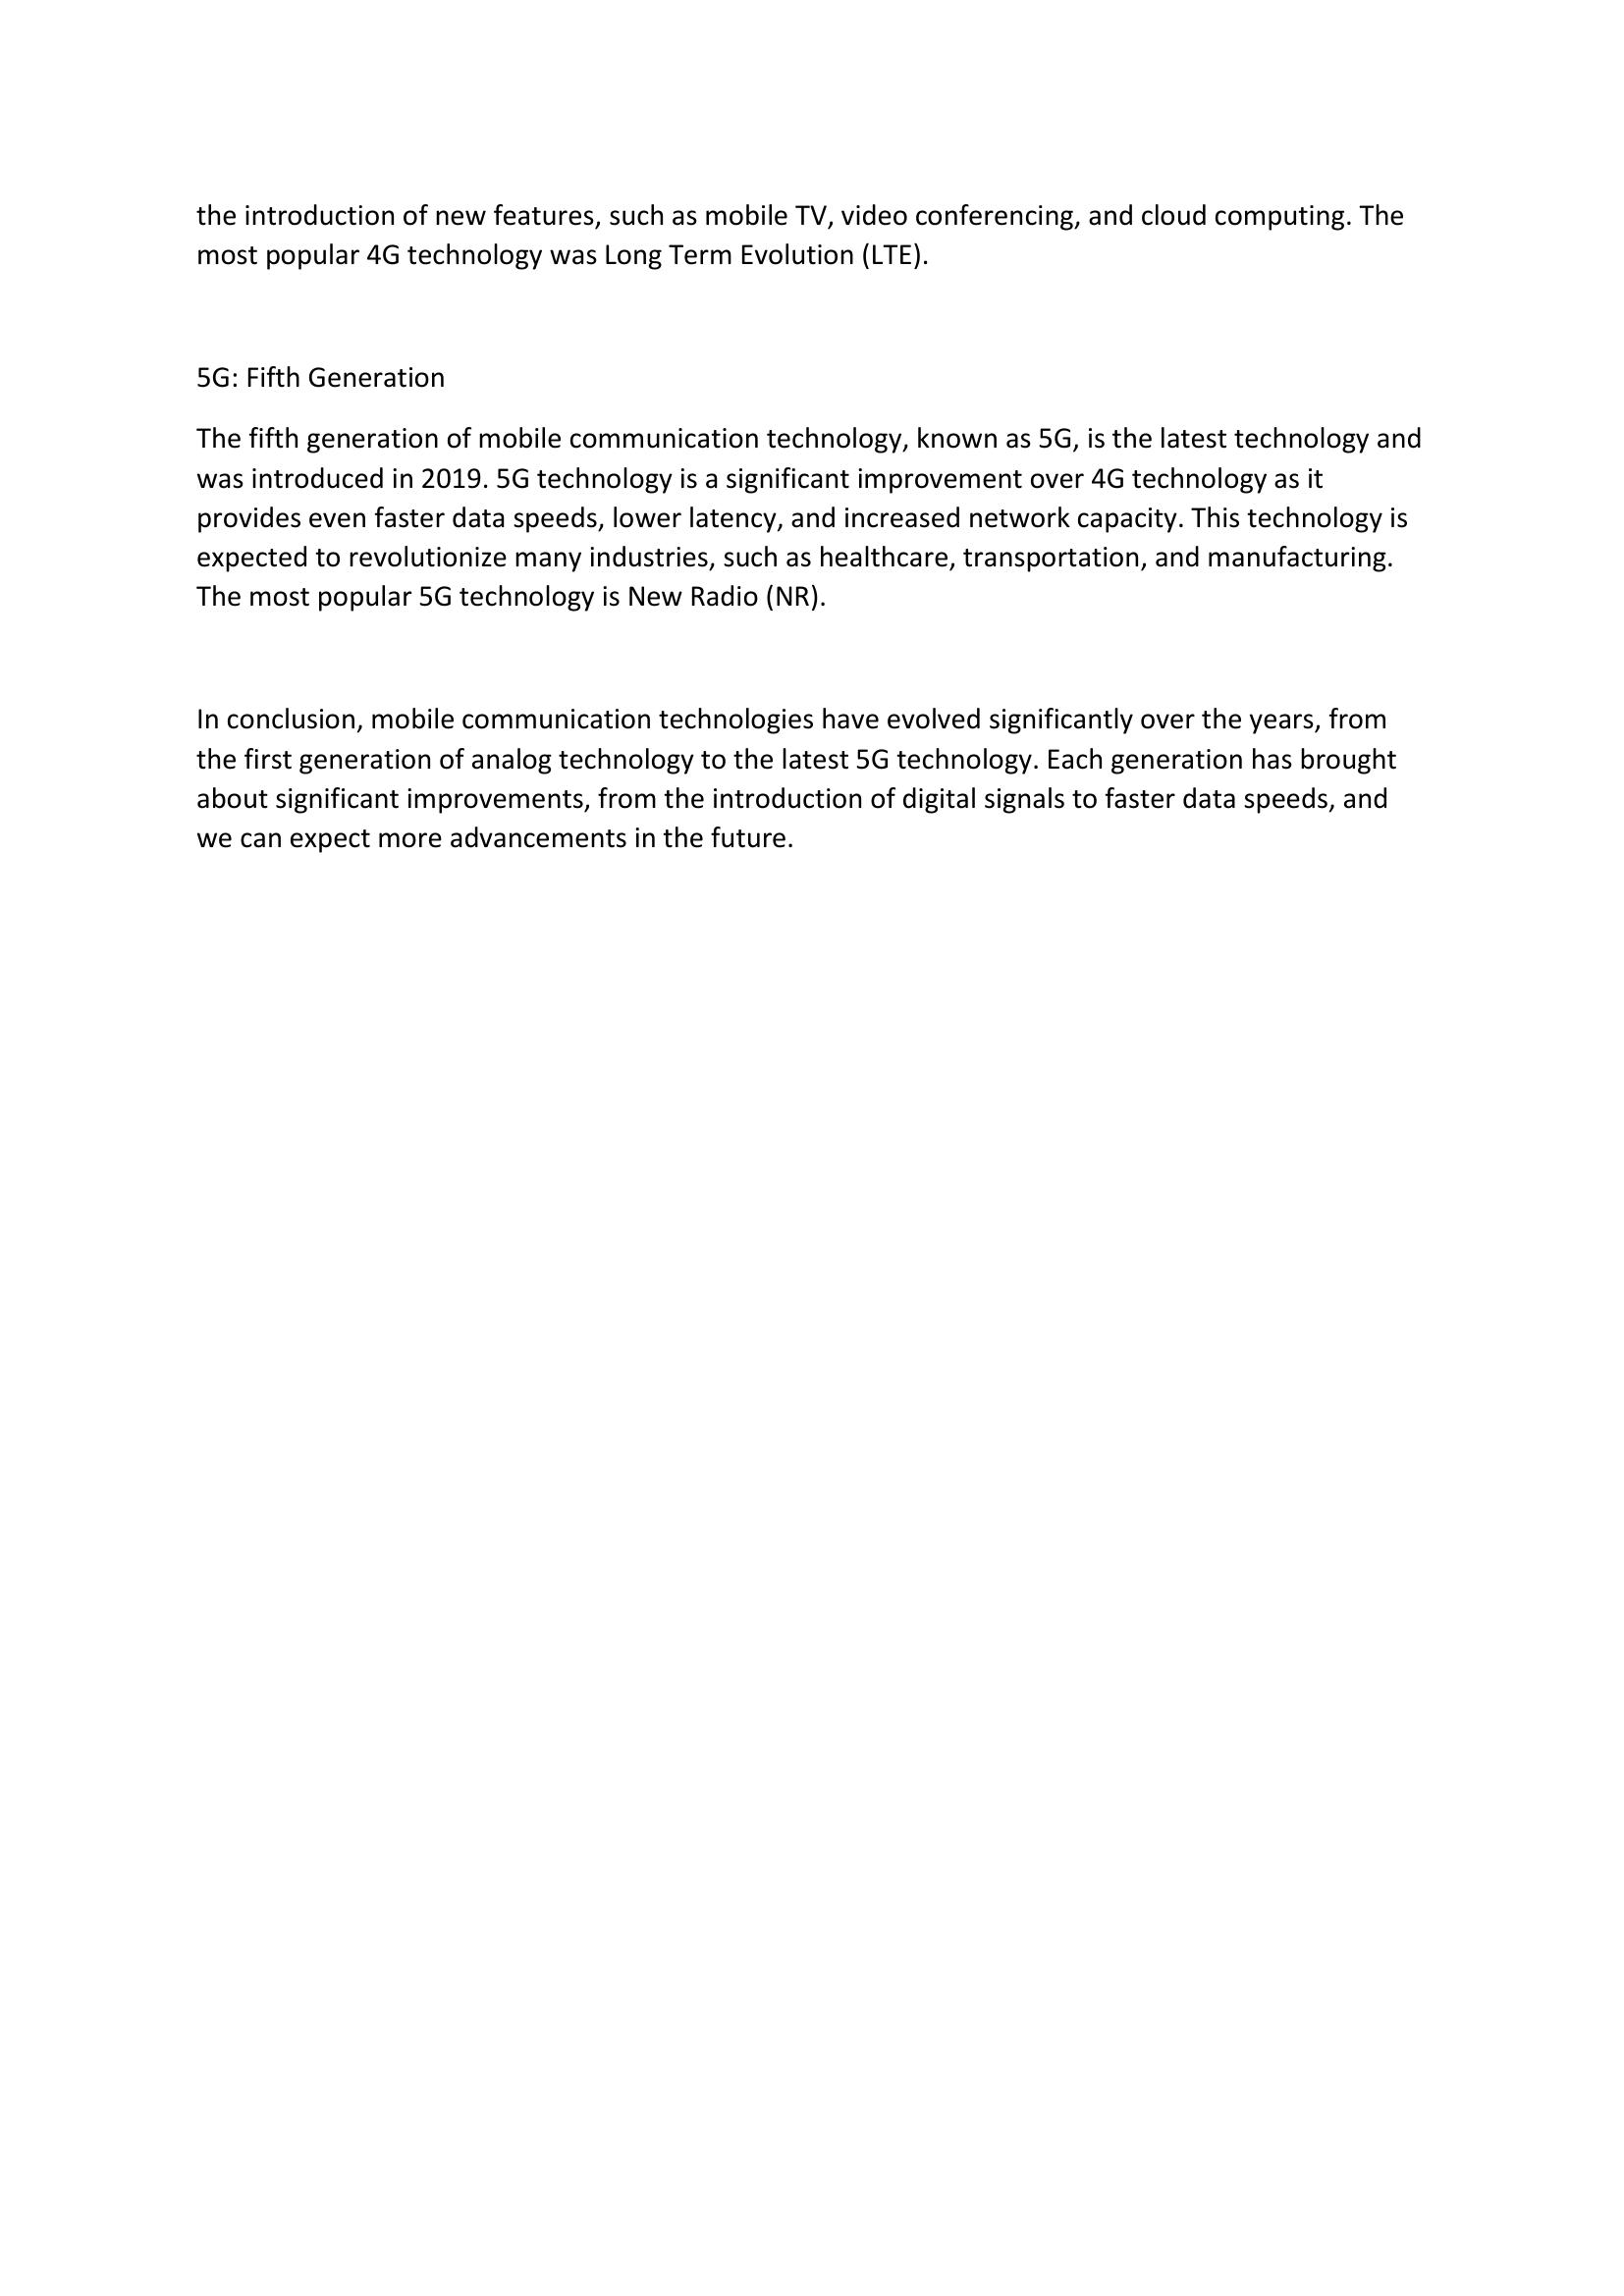 the introduction of new features, such as mobile TV, video conferencing, and cloud computing. The
most popular 4G technology was Long Term Evolution (LTE).
5G: Fifth Generation
The fifth generation of mobile communication technology, known as 5G, is the latest technology and
was introduced in 2019. 5G technology is a significant improvement over 4G technology as it
provides even faster data speeds, lower latency, and increased network capacity. This technology is
expected to revolutionize many industries, such as healthcare, transportation, and manufacturing.
The most popular 5G technology is New Radio (NR).
In conclusion, mobile communication technologies have evolved significantly over the years, from
the first generation of analog technology to the latest 5G technology. Each generation has brought
about significant improvements, from the introduction of digital signals to faster data speeds, and
we can expect more advancements in the future.